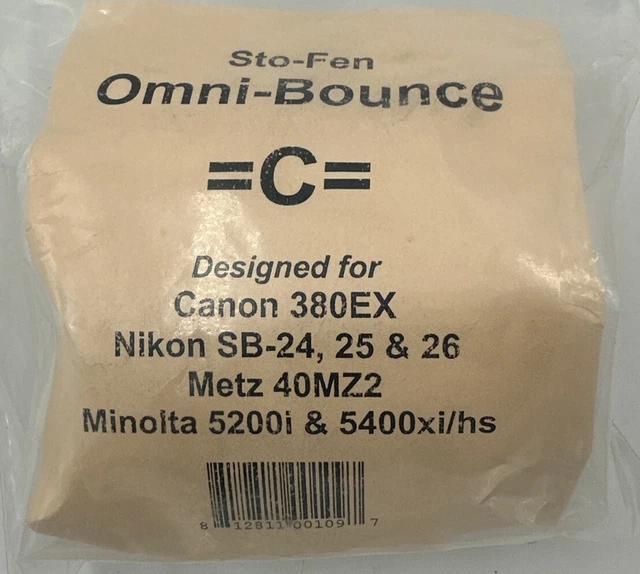 Sto-Fen
Omni-Bounce
=C=
Designed for
Canon 380EX
Nikon SB-24, 25 & 26
Metz 40MZ2
Minolta 5200i & 5400xi/hs
8 12811 00109 7